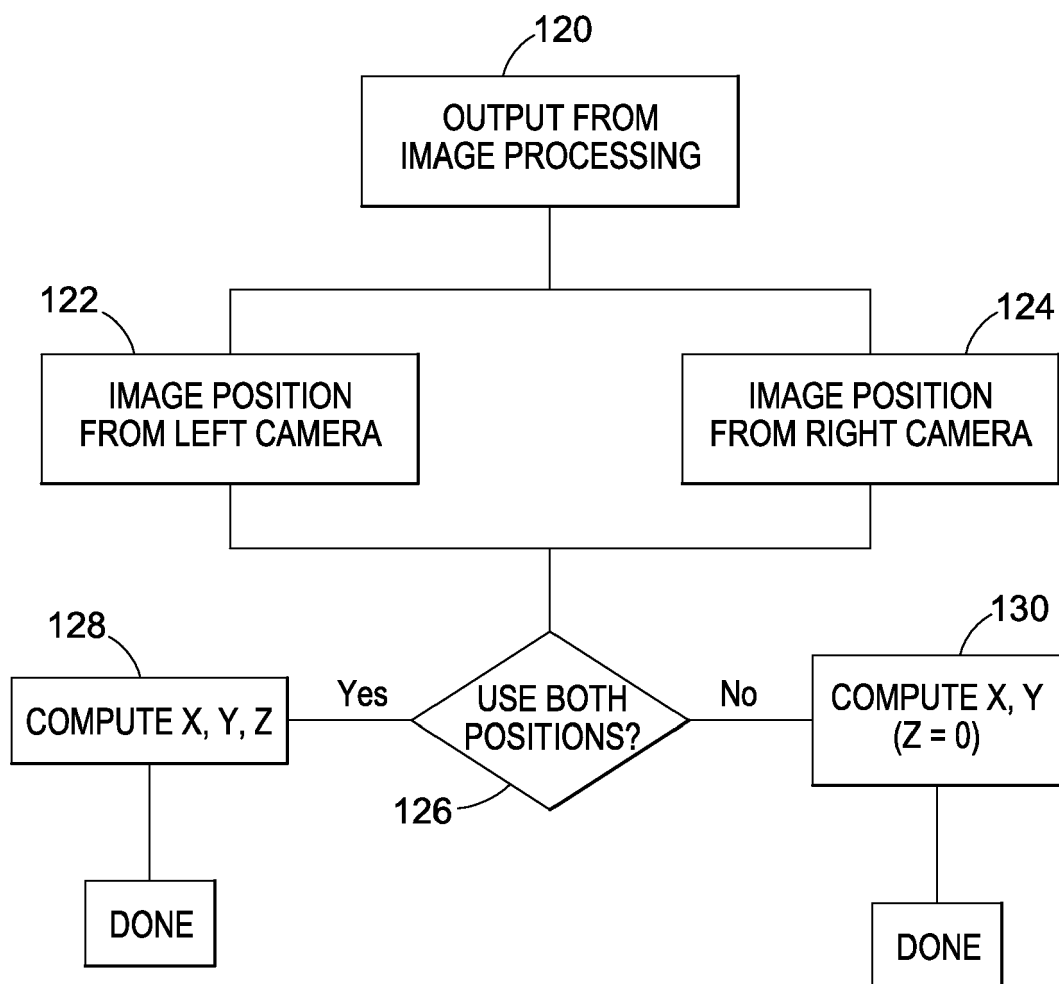 120
OUTPUT FROM
IMAGE PROCESSING
122
124
IMAGE POSITION
FROM LEFT CAMERA
IMAGE POSITION
FROM RIGHT CAMERA
128
130
COMPUTE X, Y, Z
Yes
USE BOTH
POSITIONS?
No
COMPUTE X, Y
(Z = 0)
126
DONE
DONE